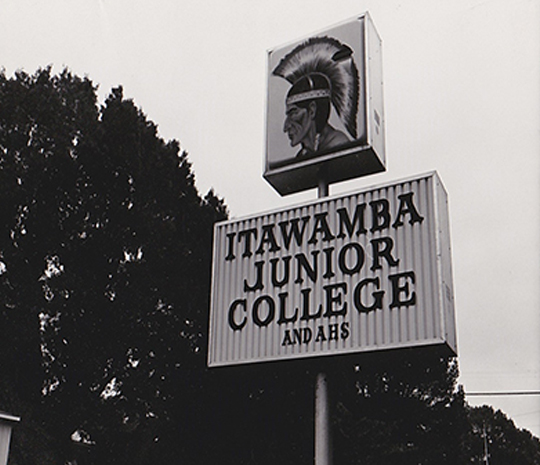 ITAWAMBA
JUNIOR
COLLEGE
AND AHS